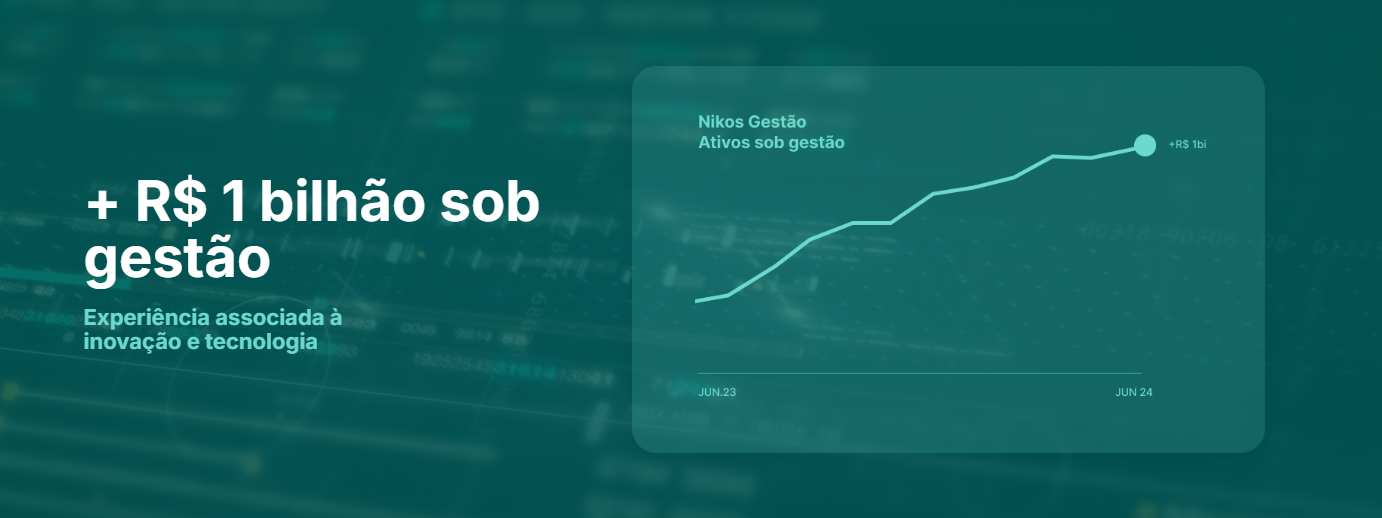 + R$ 1 bilhão sob
gestão
Experiência associada à
inovação e tecnologia
Nikos Gestão
Ativos sob gestão
+R$ 1bi
JUN.23
JUN 24